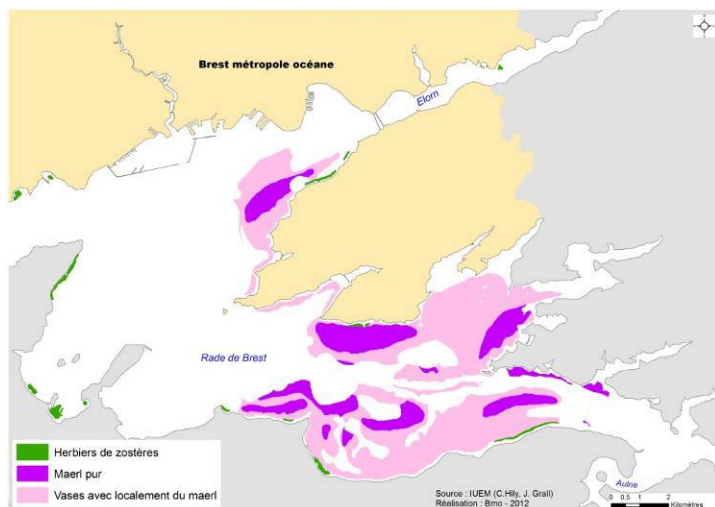 Brest métropole océane
Elorn
Rade de Brest
Herbiers de zostères
Maerl pur
Vases avec localement du maerl
Source : IUEM (C.Hily, J. Grall)
Réalisation : Bmo - 2012
Aulne
0 0,5 1 2
Kilomètres